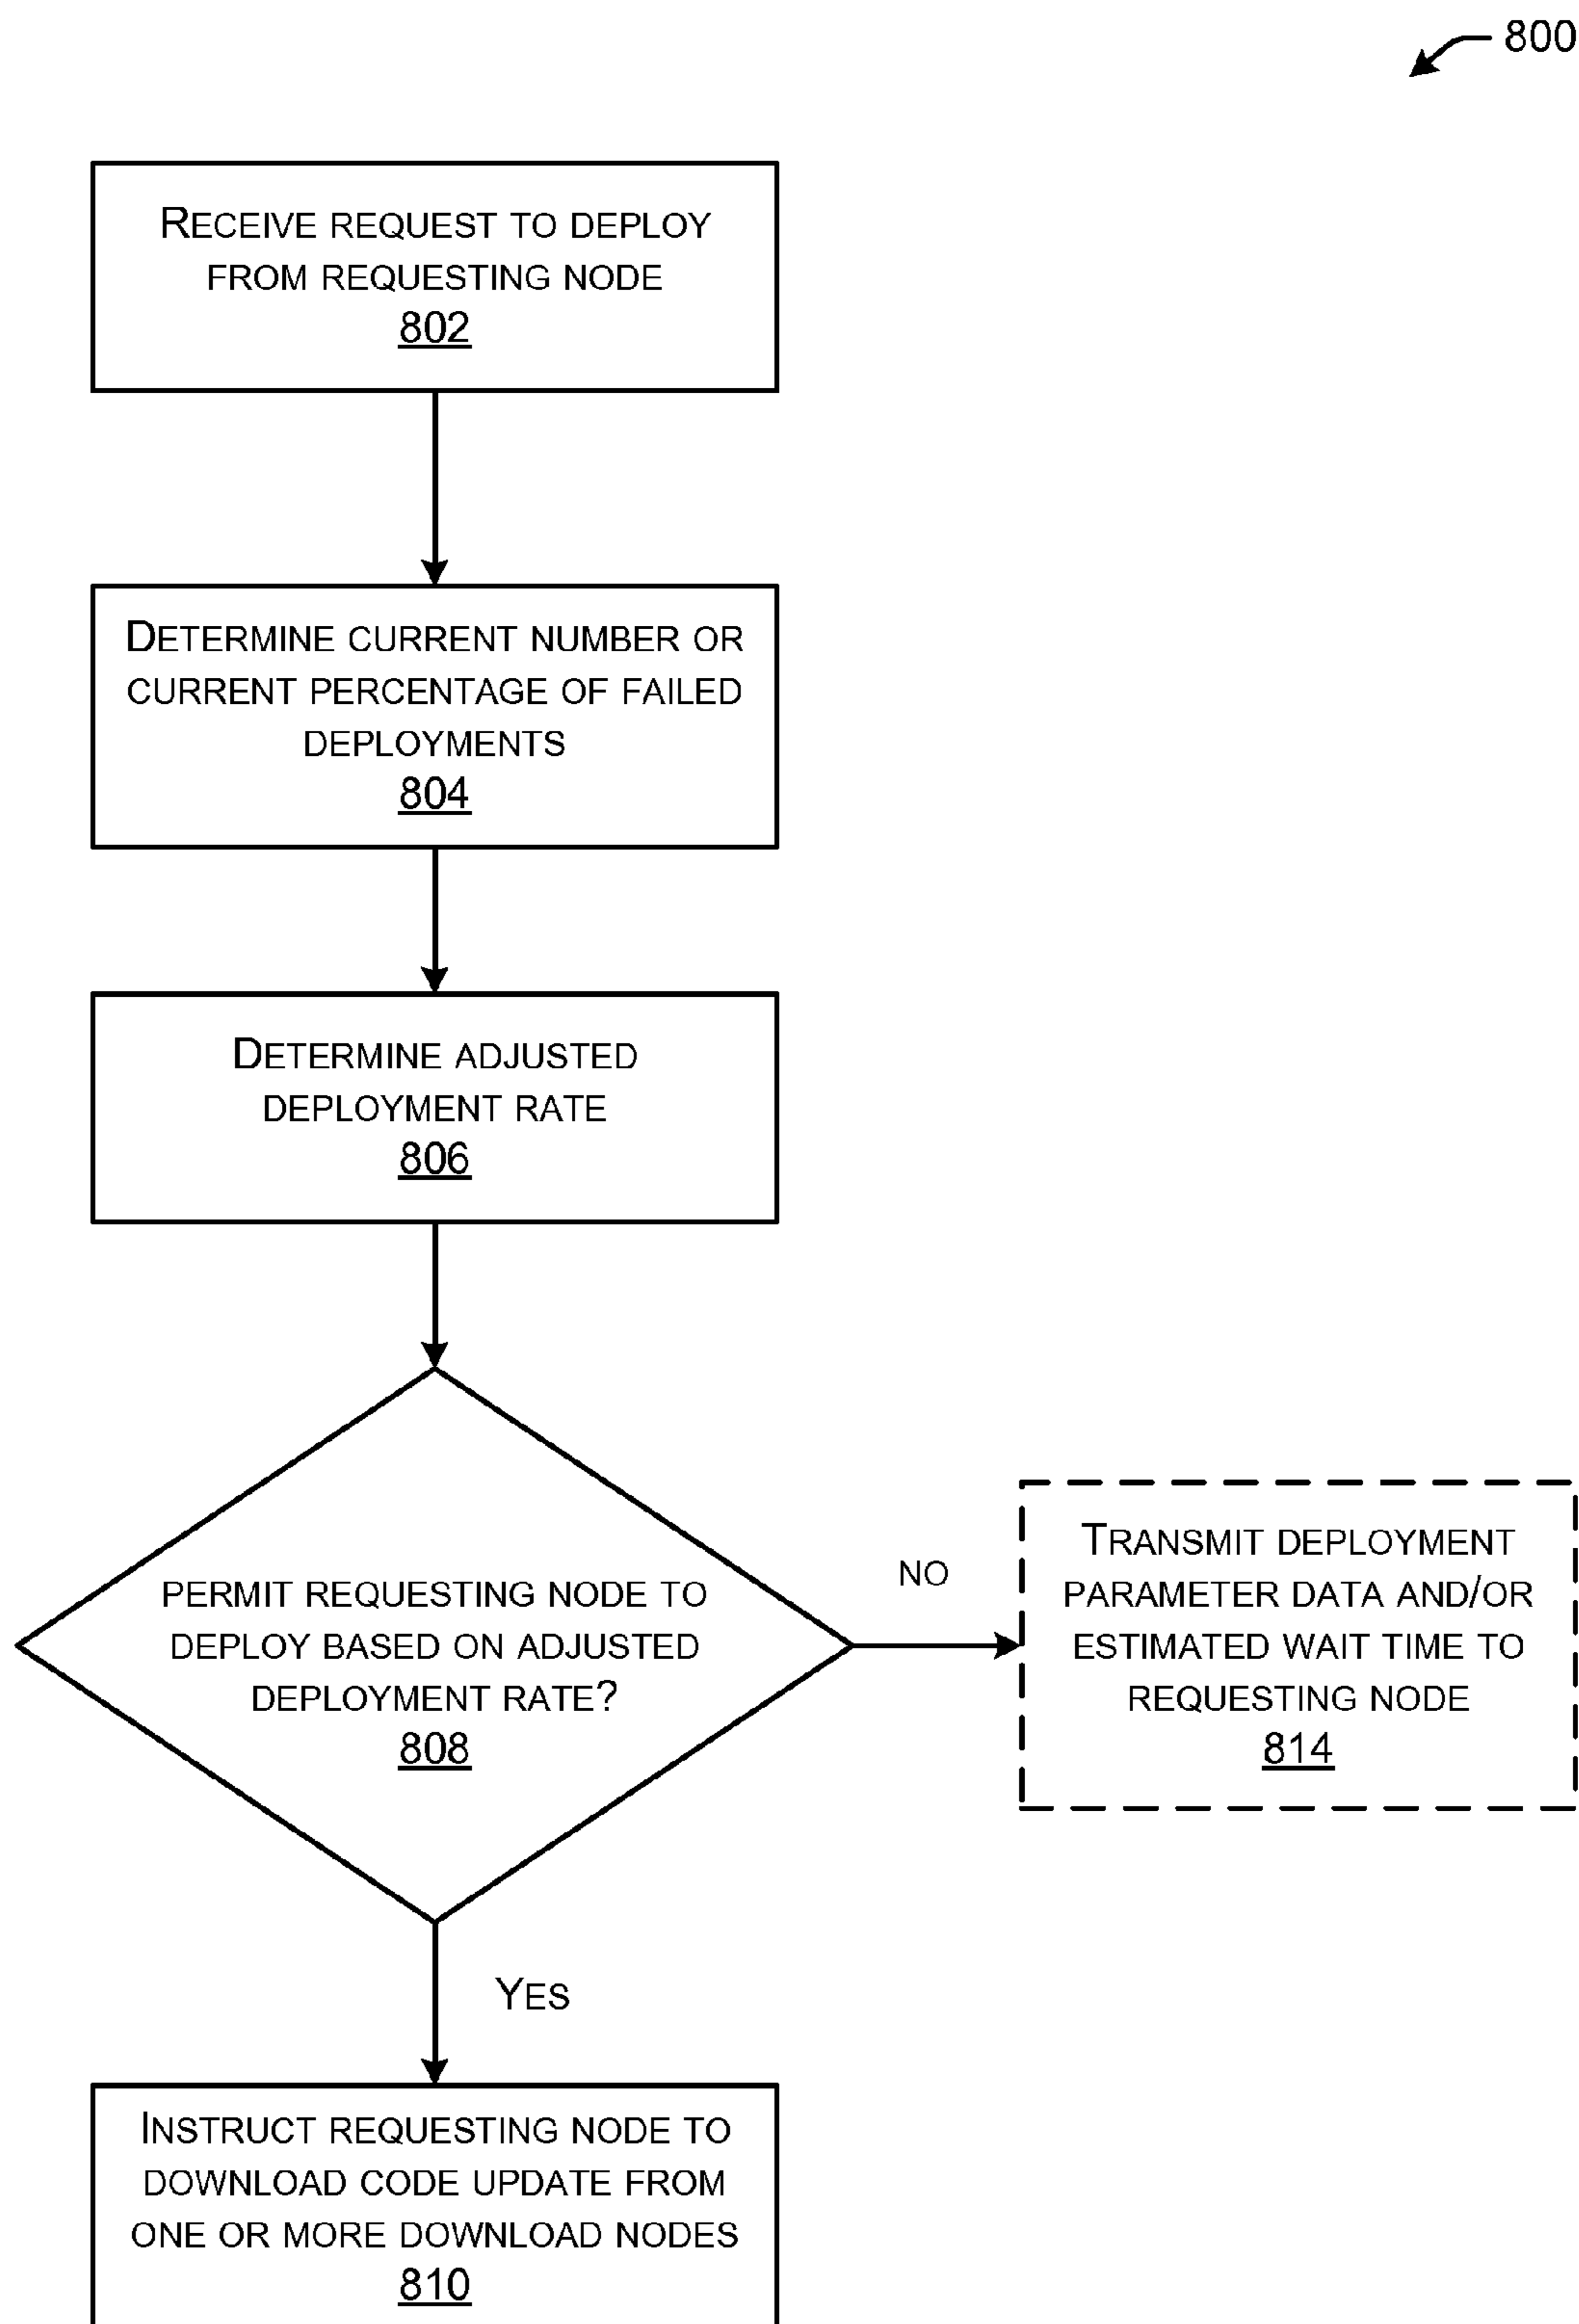 800
RECEIVE REQUEST TO DEPLOY
FROM REQUESTING NODE
802
DETERMINE CURRENT NUMBER OR
CURRENT PERCENTAGE OF FAILED
DEPLOYMENTS
804
DETERMINE ADJUSTED
DEPLOYMENT RATE
806
PERMIT REQUESTING NODE TO
DEPLOY BASED ON ADJUSTED
DEPLOYMENT RATE?
808
NO
TRANSMIT DEPLOYMENT
PARAMETER DATA AND/OR
ESTIMATED WAIT TIME TO
REQUESTING NODE
814
YES
INSTRUCT REQUESTING NODE TO
DOWNLOAD CODE UPDATE FROM
ONE OR MORE DOWNLOAD NODES
810